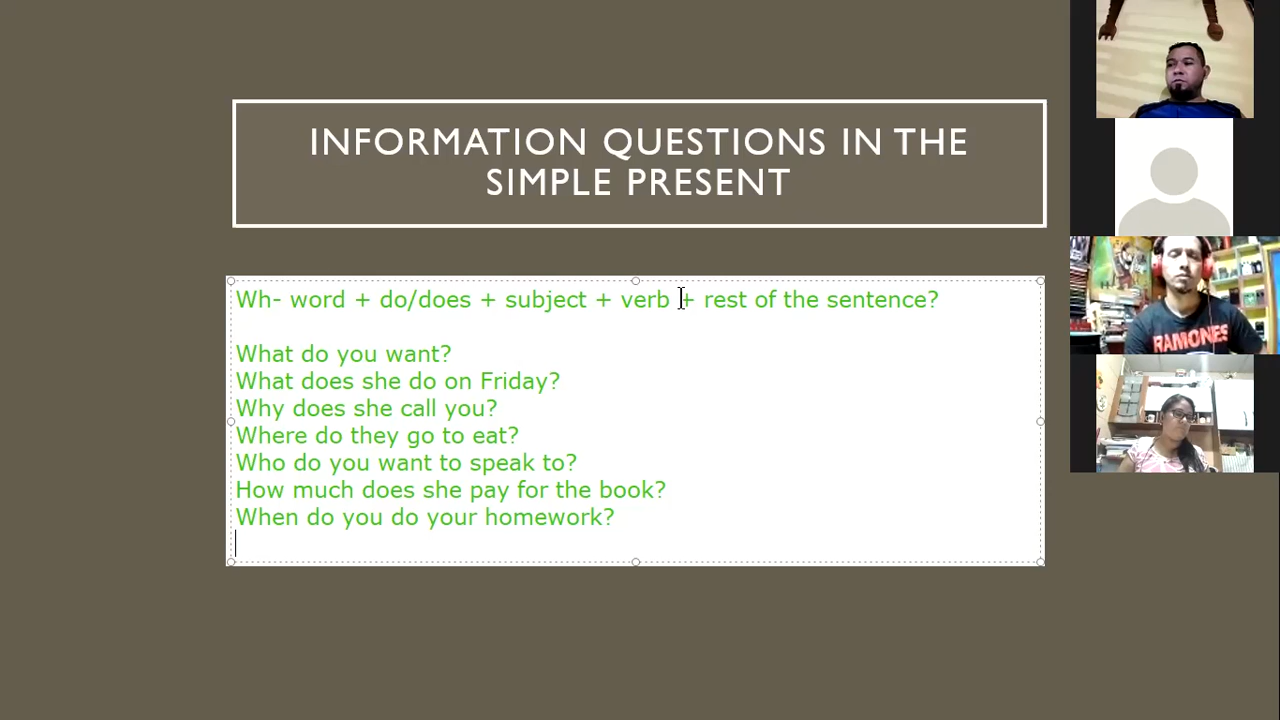 INFORMATION QUESTIONS IN THE
SIMPLE PRESENT
Wh- word + do/does + subject + verb + rest of the sentence?
What do you want?
What does she do on Friday?
Why does she call you?
Where do they go to eat?
Who do you want to speak to?
How much does she pay for the book?
When do you do your homework?
RAMONES